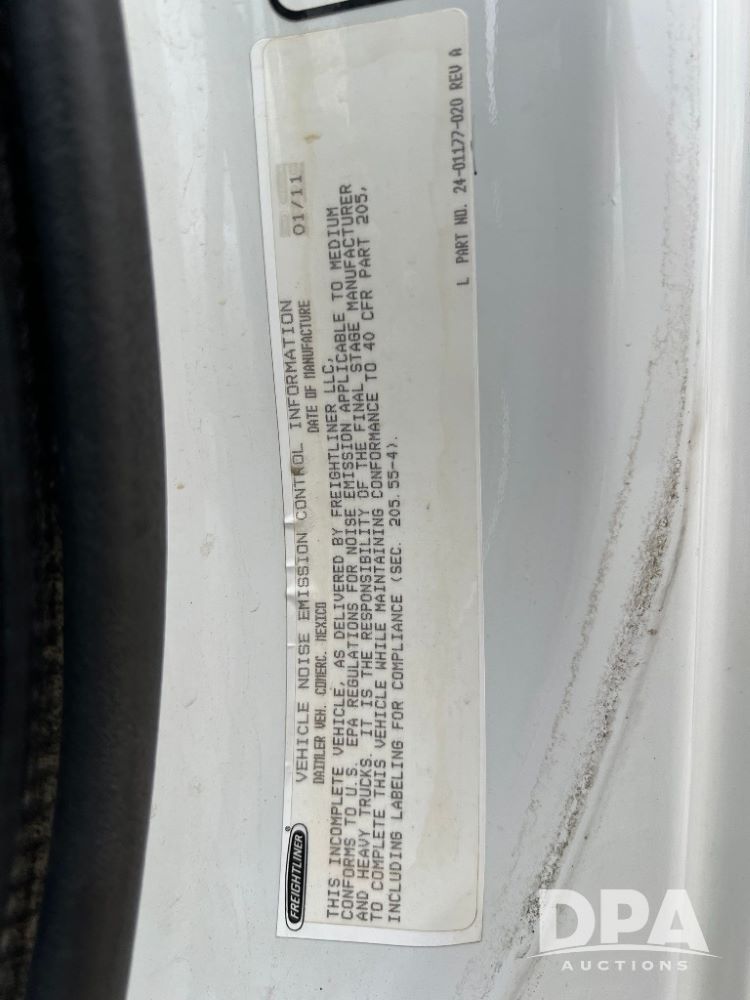 FREIGHTLINER®
VEHICLE NOISE EMISSION CONTROL INFORMATION
DAIMLER VEH. COMERC. MEXICO DATE OF MANUFACTURE 01/11
THIS INCOMPLETE VEHICLE, AS DELIVERED BY FREIGHTLINER LLC,
CONFORMS TO U.S. EPA REGULATIONS FOR NOISE EMISSION APPLICABLE TO MEDIUM
AND HEAVY TRUCKS. IT IS THE RESPONSIBILITY OF THE FINAL STAGE MANUFACTURER
TO COMPLETE THIS VEHICLE WHILE MAINTAINING CONFORMANCE TO 40 CFR PART 205,
INCLUDING LABELING FOR COMPLIANCE (SEC. 205.55-4).
L PART NO. 24-01177-020 REV A
DPA
AUCTIONS